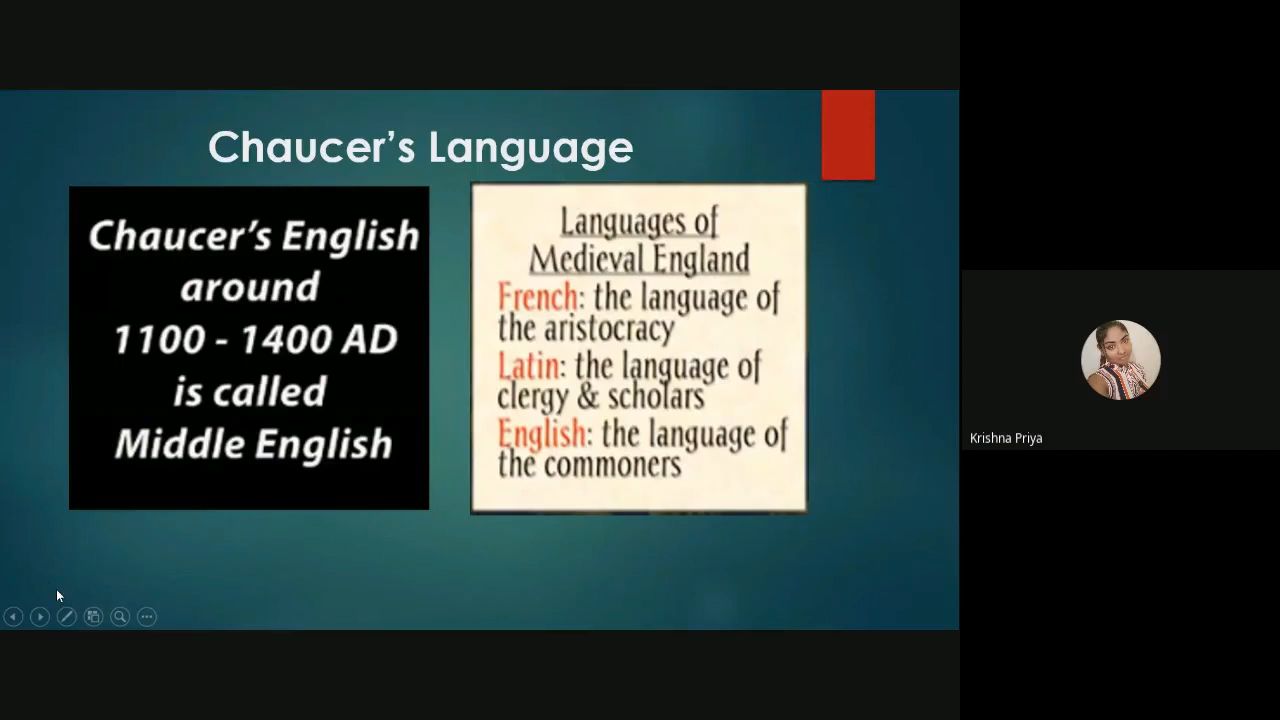 Chaucer's Language
Chaucer's English
around
1100 - 1400 AD
is called
Middle English
Languages of
Medieval England
French: the language of
the aristocracy
Latin: the language of
clergy & scholars
English: the language of
the commoners
Krishna Priya